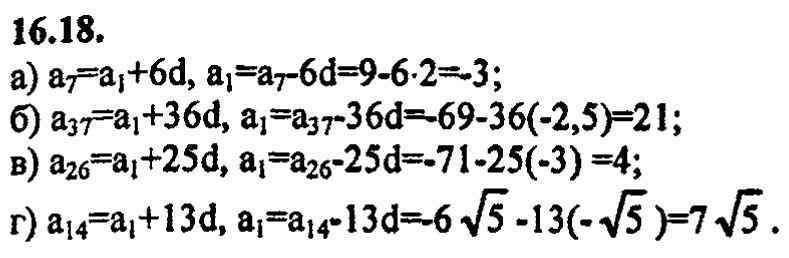 16.18.
а) a₇=a₁+6d, a₁=a₇-6d=9-6·2=-3;
б) a₃₇=a₁+36d, a₁=a₃₇-36d=-69-36(-2,5)=21;
в) a₂₆=a₁+25d, a₁=a₂₆-25d=-71-25(-3) =4;
г) a₁₄=a₁+13d, a₁=a₁₄-13d=-6√5 -13(-√5 )=7√5 .